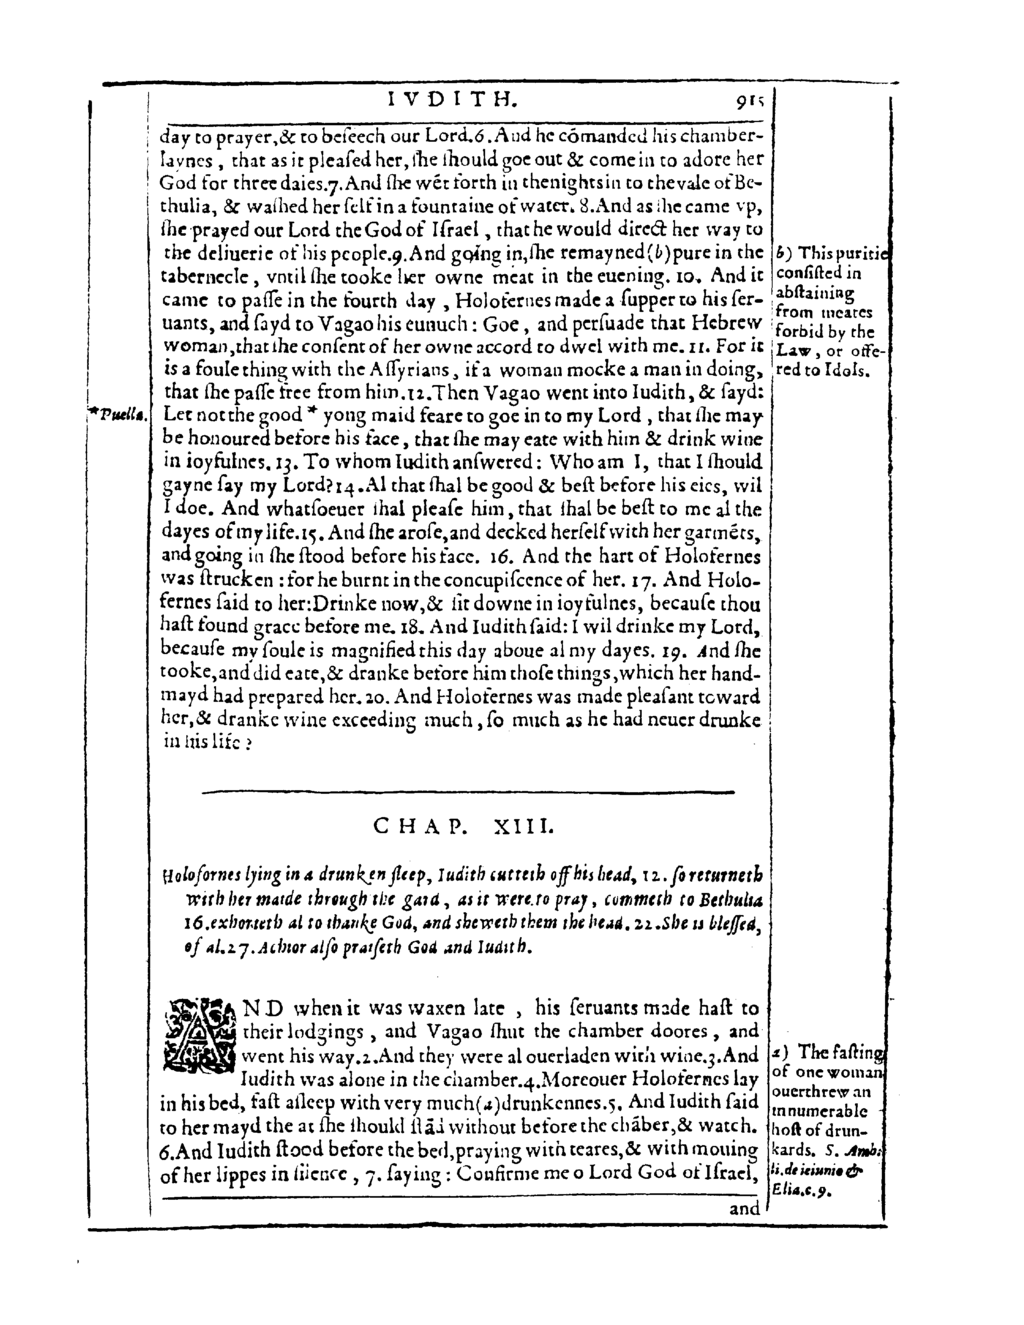 IVDITH. 915
day to prayer,& to beſeech our Lord.6.And he cōmanded his chamber-
laynes , that as it pleaſed her, ſhe ſhould goe out & come in to adore her
God for three daies.7.And ſhe wēt forth in thenightsin to thevale of Be-
thulia, & waſhed her ſelf in a fountaine of water. 8.And as ſhe came vp,
ſhe prayed our Lord the God of Iſrael , that he would direct her way to
the deliuerie of his people.9.And going in,ſhe remayned(b)pure in the
tabernecle , vntil ſhe tooke her owne meat in the euening. 10. And it
came to paſſe in the fourth day , Holofernes made a ſupper to his ſer-
uants, and ſayd to Vagao his eunuch : Goe , and perſuade that Hebrew
woman,that ſhe conſent of her owne accord to dwel with me. 11. For it
is a foule thing with the Aſſyrians, if a woman mocke a man in doing,
that ſhe paſſe free from him.12.Then Vagao went into Iudith, & ſayd:
Let not the good * yong maid feare to goe in to my Lord , that ſhe may
be honoured before his face, that ſhe may eate with him & drink wine
in ioyfulnes. 13. To whom Iudith anſwered : Who am I, that I ſhould
gayne ſay my Lord?14.Al that ſhal be good & beſt before his eies, wil
I doe. And whatſoeuer ſhal pleaſe him, that ſhal be beſt to me al the
dayes of my life.15. And ſhe aroſe,and decked herſelf with her garmēts,
and going in ſhe ſtood before his face. 16. And the hart of Holofernes
was ſtrucken : for he burnt in the concupiſcence of her. 17. And Holo-
fernes ſaid to her:Drinke now,& ſit downe in ioyfulnes, becauſe thou
haſt found grace before me. 18. And Iudith ſaid: I wil drinke my Lord,
becauſe my ſoule is magnified this day aboue al my dayes. 19. And ſhe
tooke,and did eate,& dranke before him thoſe things,which her hand-
mayd had prepared her. 20. And Holofernes was made pleaſant toward
her,& dranke wine exceeding much , ſo much as he had neuer drunke
in his life ?
*Puella.
b) This puritie
conſiſted in
abſtaining
from meates
forbid by the
Law , or offe-
red to Idols.
CHAP. XIII.
Holofornes lying in a drunken ſleep, Iudith cutteth off his head, 12. ſo returneth
with her maide through the gard , as it were to pray , commeth to Bethulia
16.exhorteth al to thanke God, and sheweth them the head. 22.She is bleſſed,
of al.27.Achior alſo praiſeth God and Iudith.
AND when it was waxen late , his ſeruants made haſt to
their lodgings , and Vagao ſhut the chamber doores , and
went his way.2.And they were al ouerladen with wine.3.And
Iudith was alone in the chamber.4.Moreouer Holofernes lay
in his bed, faſt aſleep with very much(a)drunkennes.5. And Iudith ſaid
to her mayd the at ſhe ſhould ſtād without before the chāber,& watch.
6.And Iudith ſtood before the bed,praying with teares,& with mouing
of her lippes in ſilence , 7. ſaying : Confirme me o Lord God of Iſrael,
and
a) The faſting
of one woman
ouerthrew an
innumerable
hoſt of drun-
kards. S. Amb:
li.de ieiunio &
Elia.c.9.